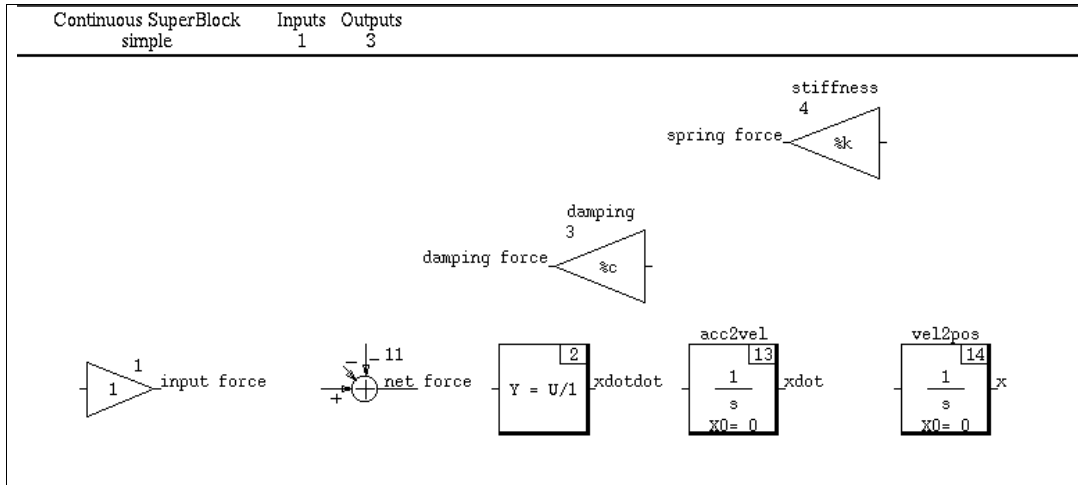 Continuous SuperBlock Inputs Outputs
simple 1 3
stiffness
4
spring force %k
damping
3
damping force %c
acc2vel vel2pos
1 - - 11 2 13 14
1 input force + net force Y = U/1 xdotdot 1 xdot 1 x
s s
X0= 0 X0= 0